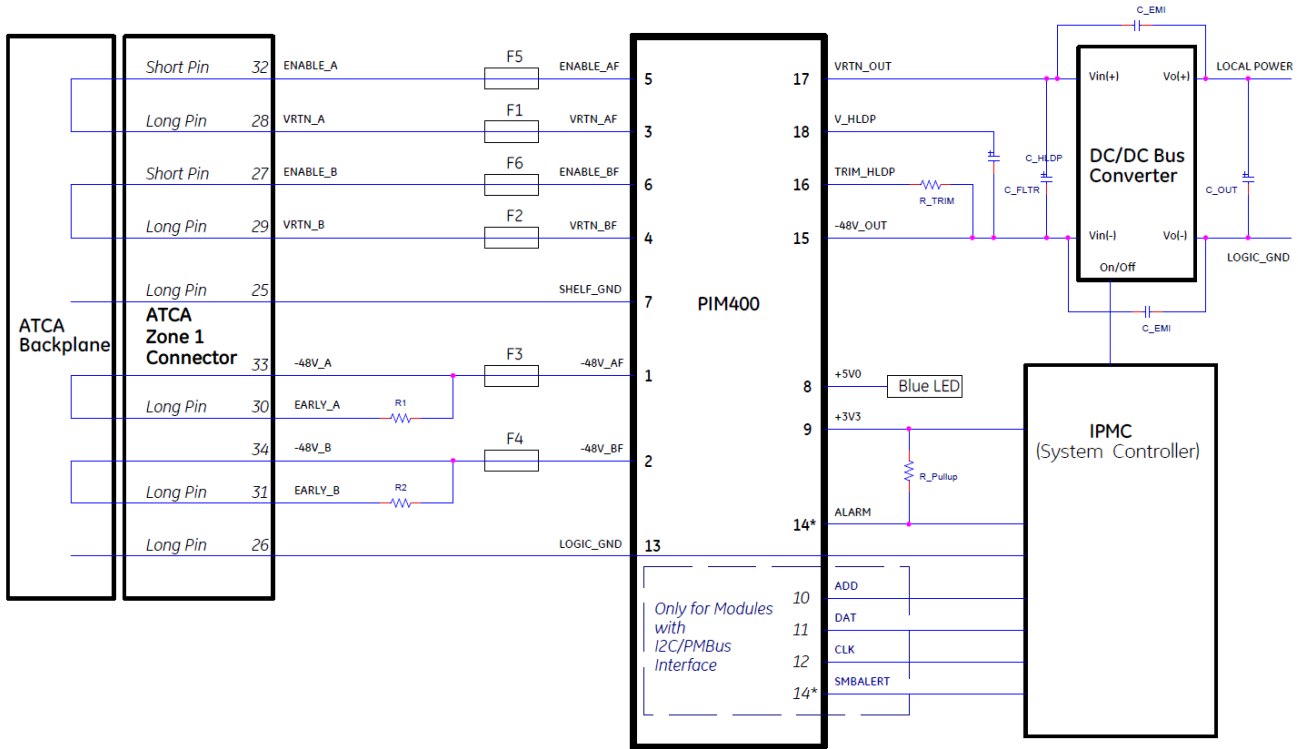 ATCA
Backplane
Short Pin 32 ENABLE_A F5 ENABLE_AF 5
Long Pin 28 VRTN_A F1 VRTN_AF 3
Short Pin 27 ENABLE_B F6 ENABLE_BF 6
Long Pin 29 VRTN_B F2 VRTN_BF 4
Long Pin 25 SHELF_GND 7
ATCA
Zone 1
Connector
33 -48V_A F3 -48V_AF 1
Long Pin 30 EARLY_A R1
34 -48V_B F4 -48V_BF 2
Long Pin 31 EARLY_B R2
Long Pin 26 LOGIC_GND 13
PIM400
Only for Modules
with
I2C/PMBus
Interface
17 VRTN_OUT
18 V_HLDP
16 TRIM_HLDP
R_TRIM
15 -48V_OUT
C_HLDP
C_FLTR
C_EMI
Vin(+) Vo(+) LOCAL POWER
DC/DC Bus
Converter
C_OUT
Vin(-) Vo(-)
LOGIC_GND
On/Off
C_EMI
8 +5V0 Blue LED
9 +3V3
R_Pullup
14* ALARM
10 ADD
11 DAT
12 CLK
14* SMBALERT
IPMC
(System Controller)